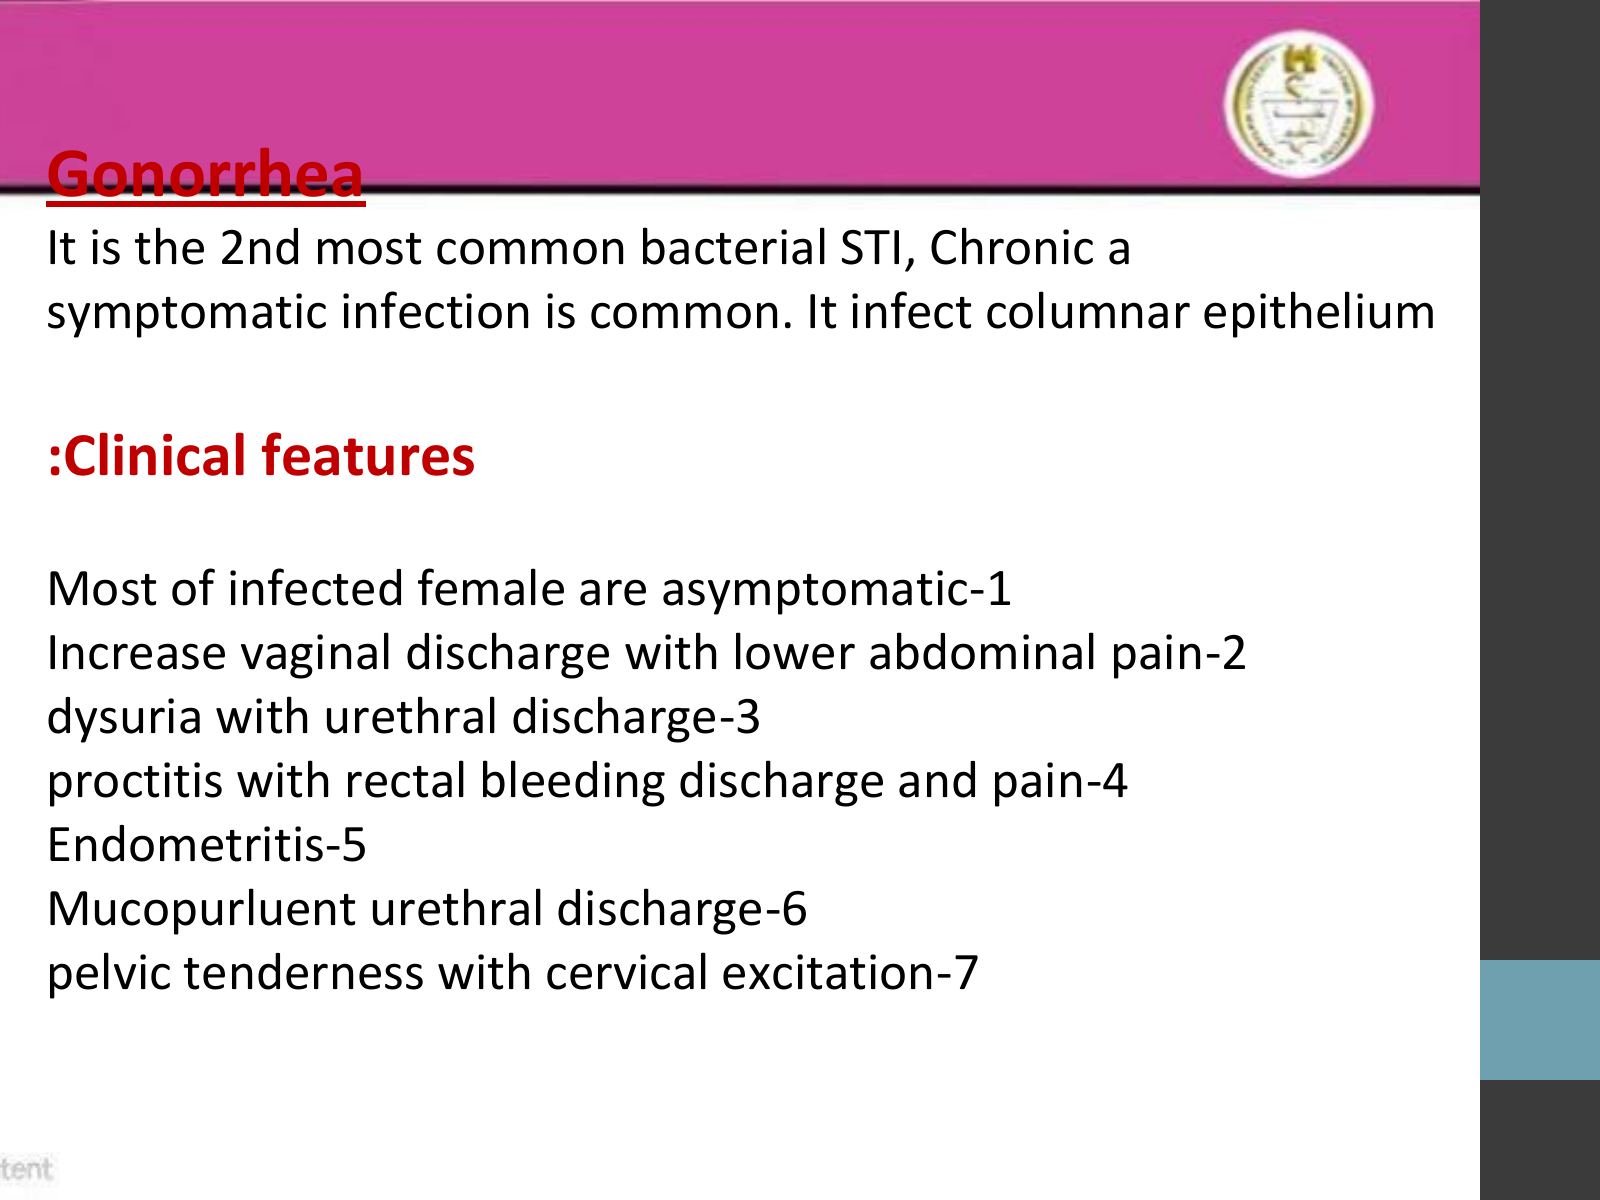 Gonorrhea
It is the 2nd most common bacterial STI, Chronic a
symptomatic infection is common. It infect columnar epithelium
:Clinical features
Most of infected female are asymptomatic-1
Increase vaginal discharge with lower abdominal pain-2
dysuria with urethral discharge-3
proctitis with rectal bleeding discharge and pain-4
Endometritis-5
Mucopurluent urethral discharge-6
pelvic tenderness with cervical excitation-7
tent